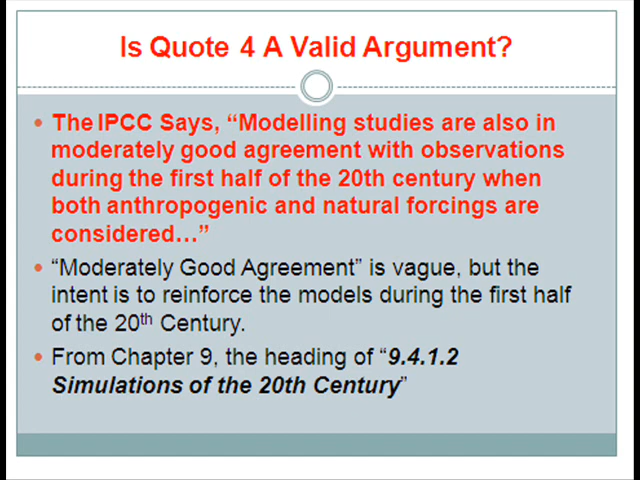 Is Quote 4 A Valid Argument?
The IPCC Says, “Modelling studies are also in
moderately good agreement with observations
during the first half of the 20th century when
both anthropogenic and natural forcings are
considered…”
“Moderately Good Agreement” is vague, but the
intent is to reinforce the models during the first half
of the 20th Century.
From Chapter 9, the heading of “9.4.1.2
Simulations of the 20th Century”